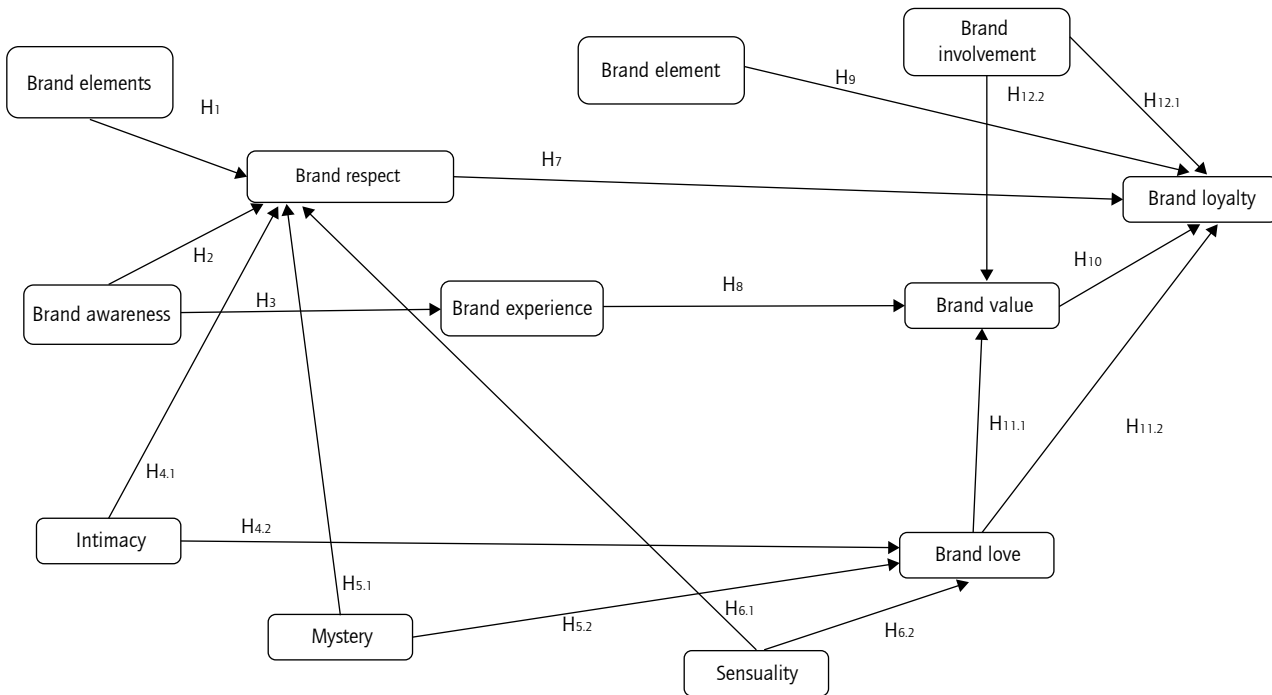 Brand
involvement
Brand elements
Brand element
H9
H12.2
H12.1
H1
Brand respect
H7
Brand loyalty
H2
H10
H3
Brand awareness
Brand experience
H8
Brand value
H11.1
H11.2
H4.1
H4.2
Intimacy
Brand love
H5.1
H5.2
H6.1
H6.2
Mystery
Sensuality